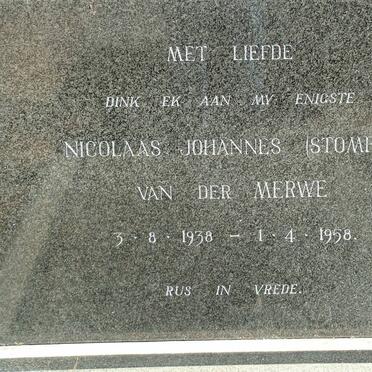 MET LIEFDE
DINK EK AAN MY ENIGSTE
NICOLAAS JOHANNES
VAN DER MERWE
3 · 8 · 1938 – 1 · 4 · 1958.
RUS IN VREDE.